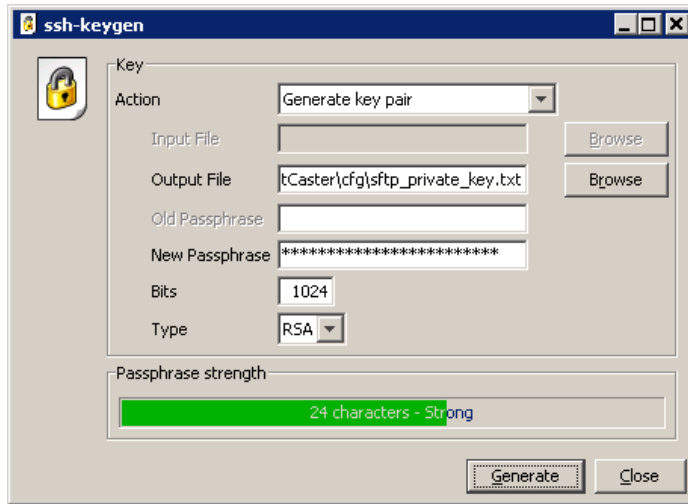 ssh-keygen
Key
Action Generate key pair
Input File Browse
Output File tCaster\cfg\sftp_private_key.txt Browse
Old Passphrase
New Passphrase ************************
Bits 1024
Type RSA
Passphrase strength
24 characters - Strong
Generate Close